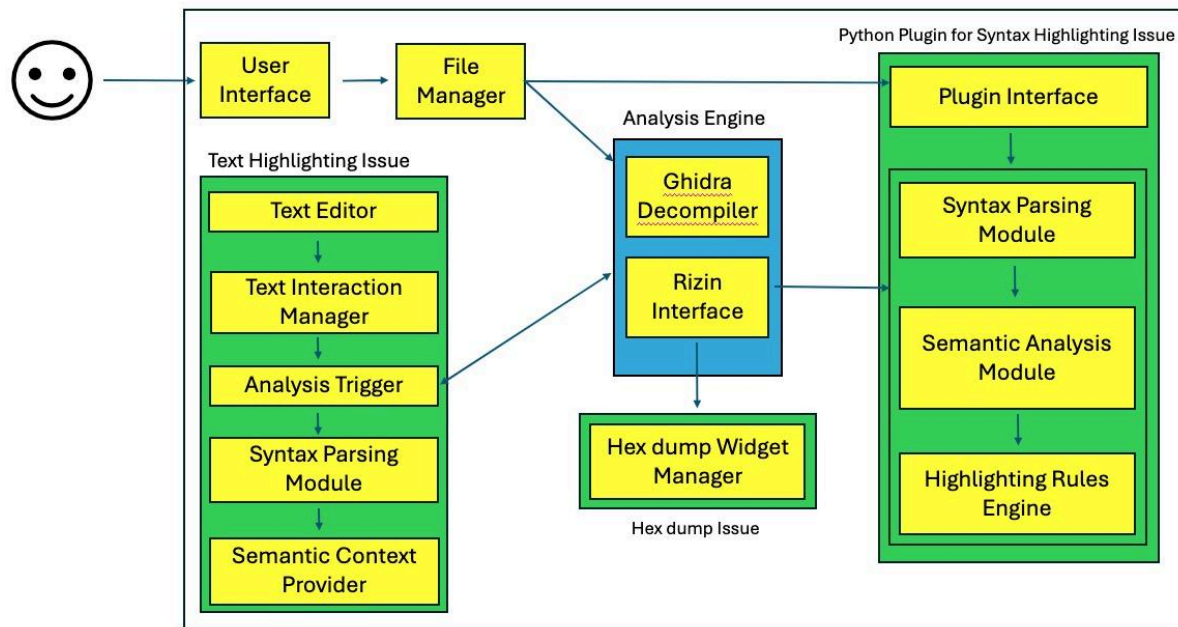 Python Plugin for Syntax Highlighting Issue
User
Interface
File
Manager
Plugin Interface
Analysis Engine
Text Highlighting Issue
Ghidra
Decompiler
Text Editor
Syntax Parsing
Module
Text Interaction
Manager
Rizin
Interface
Semantic Analysis
Module
Analysis Trigger
Syntax Parsing
Module
Hex dump Widget
Manager
Highlighting Rules
Engine
Hex dump Issue
Semantic Context
Provider